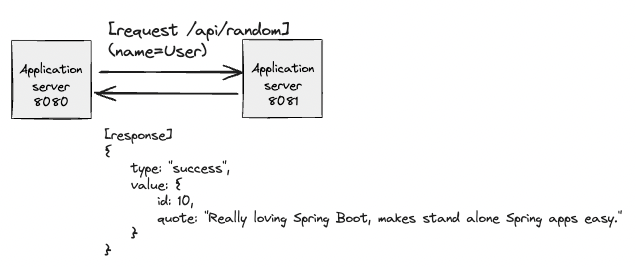 [request /api/random]
(name=User)
Application
server
8080
Application
server
8081
[response]
{
type: "success",
value: {
id: 10,
quote: "Really loving Spring Boot, makes stand alone Spring apps easy."
}
}